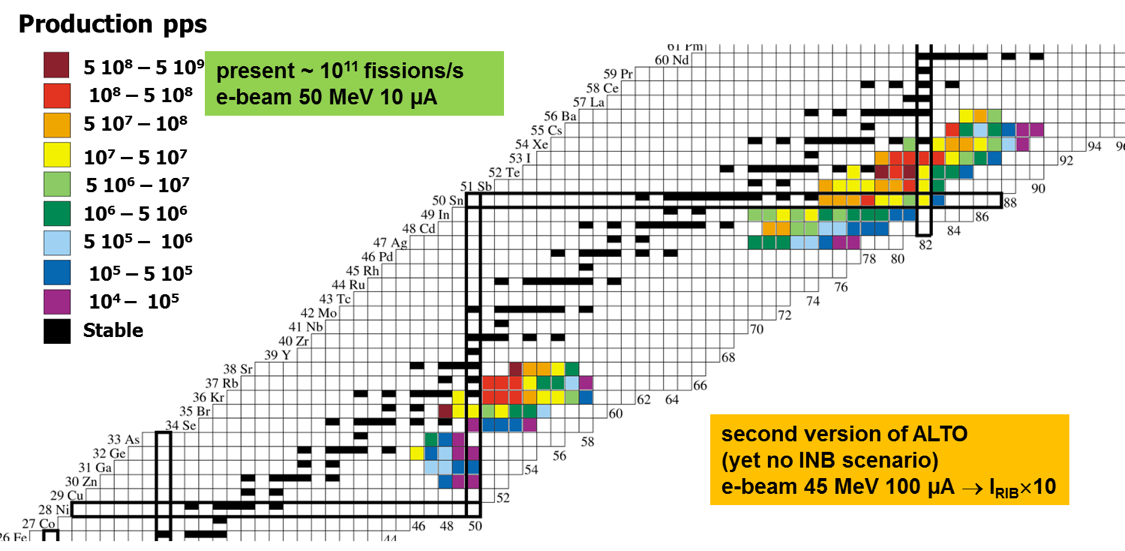 Production pps
5 10⁸ – 5 10⁹
10⁸ – 5 10⁸
5 10⁷ – 10⁸
10⁷ – 5 10⁷
5 10⁶ – 10⁷
10⁶ – 5 10⁶
5 10⁵ – 10⁶
10⁵ – 5 10⁵
10⁴ – 10⁵
Stable
present ~ 10¹¹ fissions/s
e-beam 50 MeV 10 µA
61 Pm
60 Nd
59 Pr
58 Ce
57 La
56 Ba
55 Cs
54 Xe
53 I
52 Te
51 Sb
50 Sn
49 In
48 Cd
47 Ag
46 Pd
45 Rh
44 Ru
43 Tc
42 Mo
41 Nb
40 Zr
39 Y
38 Sr
37 Rb
36 Kr
35 Br
34 Se
33 As
32 Ge
31 Ga
30 Zn
29 Cu
28 Ni
27 Co
26 Fe
94
96
92
90
88
86
84
82
80
78
76
74
72
70
68
66
64
62
60
58
56
54
52
50
48
46
44
second version of ALTO
(yet no INB scenario)
e-beam 45 MeV 100 µA → I_RIB×10